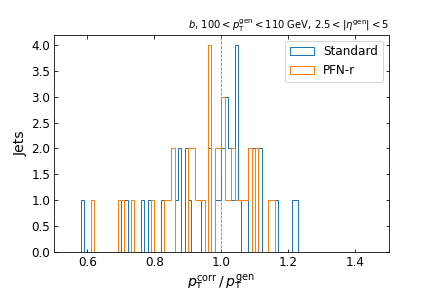 b, 100 < p_T^gen < 110 GeV, 2.5 < |η^gen| < 5
Standard
PFN-r
Jets
4.0
3.5
3.0
2.5
2.0
1.5
1.0
0.5
0.0
0.6 0.8 1.0 1.2 1.4
p_T^corr / p_T^gen